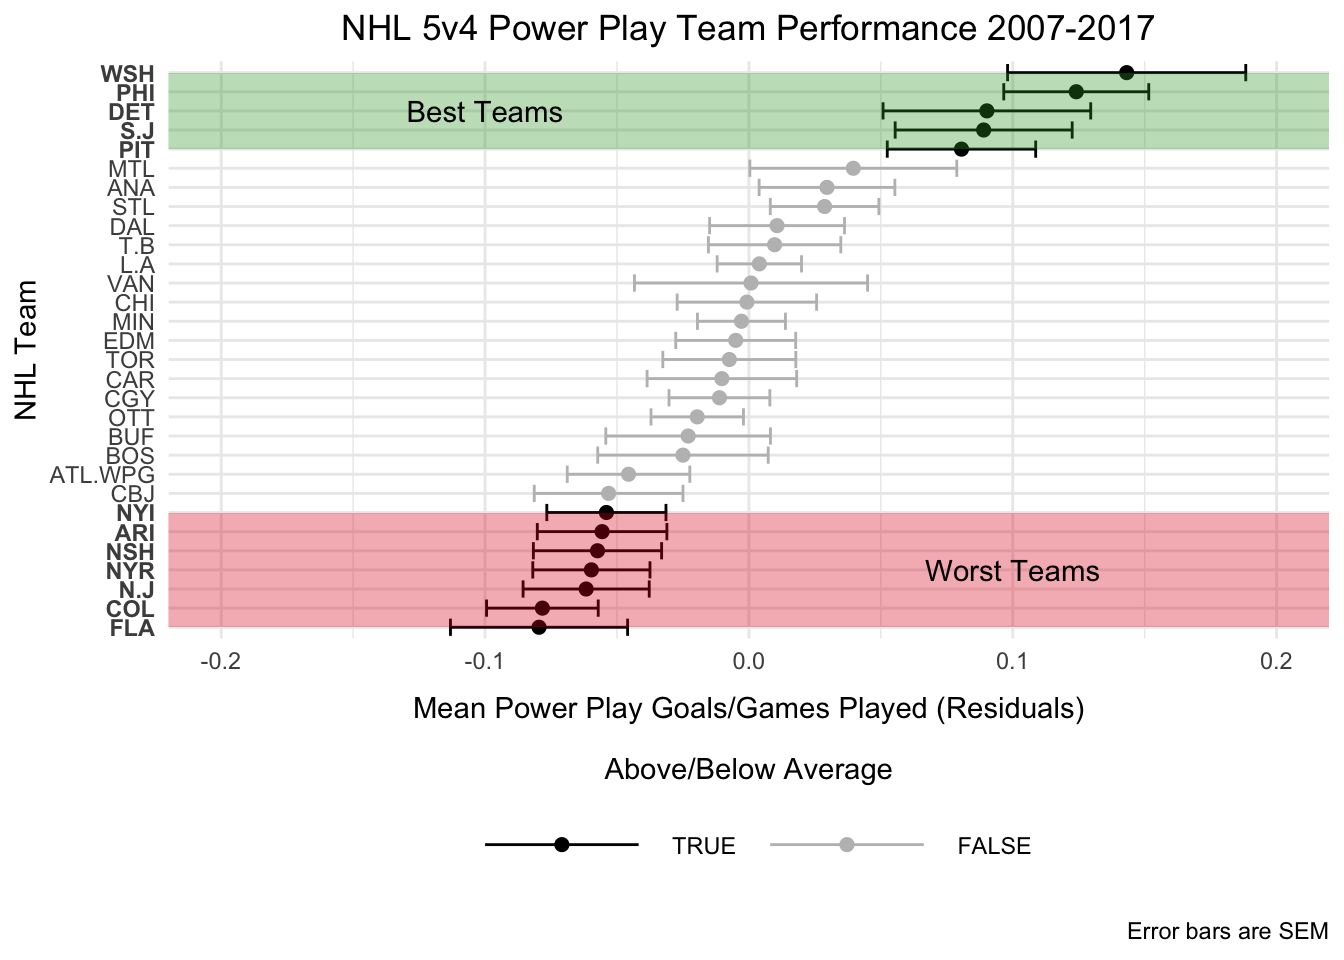 NHL 5v4 Power Play Team Performance 2007-2017
NHL Team
WSH
PHI
DET
S.J
PIT
MTL
ANA
STL
DAL
T.B
L.A
VAN
CHI
MIN
EDM
TOR
CAR
CGY
OTT
BUF
BOS
ATL.WPG
CBJ
NYI
ARI
NSH
NYR
N.J
COL
FLA
Best Teams
Worst Teams
-0.2 -0.1 0.0 0.1 0.2
Mean Power Play Goals/Games Played (Residuals)
Above/Below Average
TRUE FALSE
Error bars are SEM